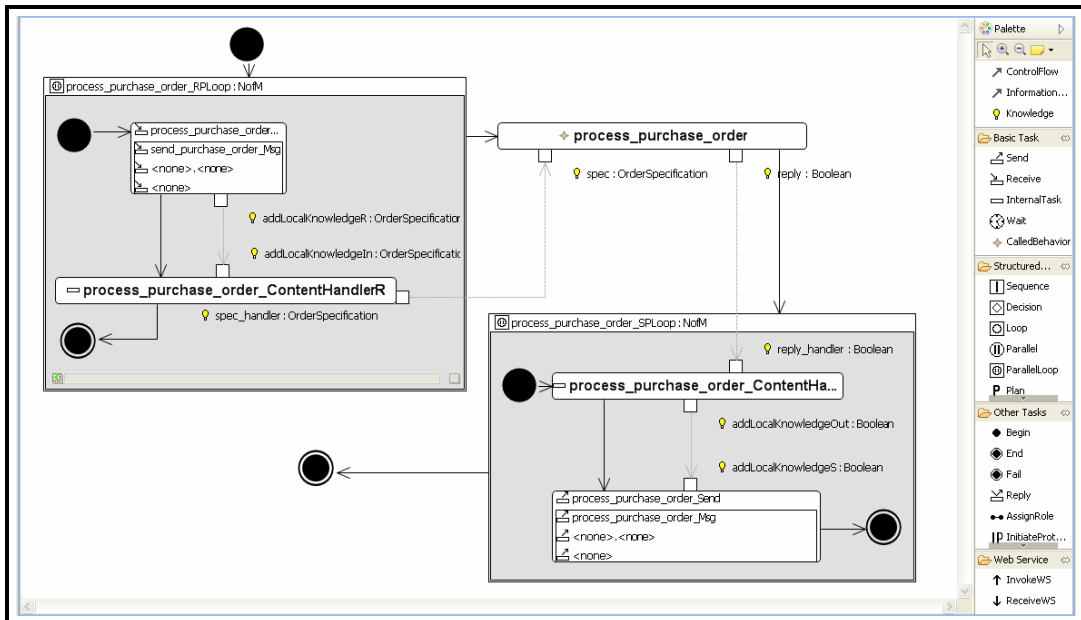 process_purchase_order_RPLoop : NofM
process_purchase_order...
send_purchase_order_Msg
<none>.<none>
<none>
addLocalKnowledgeR : OrderSpecification
addLocalKnowledgeIn : OrderSpecificatic
process_purchase_order_ContentHandlerR
spec_handler : OrderSpecification
process_purchase_order
spec : OrderSpecification
reply : Boolean
process_purchase_order_SPLoop : NofM
reply_handler : Boolean
process_purchase_order_ContentHa...
addLocalKnowledgeOut : Boolean
addLocalKnowledgeS : Boolean
process_purchase_order_Send
process_purchase_order_Msg
<none>.<none>
<none>
Palette
ControlFlow
Information...
Knowledge
Basic Task
Send
Receive
InternalTask
Wait
CalledBehavior
Structured...
Sequence
Decision
Loop
Parallel
ParallelLoop
P Plan
Other Tasks
Begin
End
Fail
Reply
AssignRole
InitiateProt...
Web Service
InvokeWS
ReceiveWS